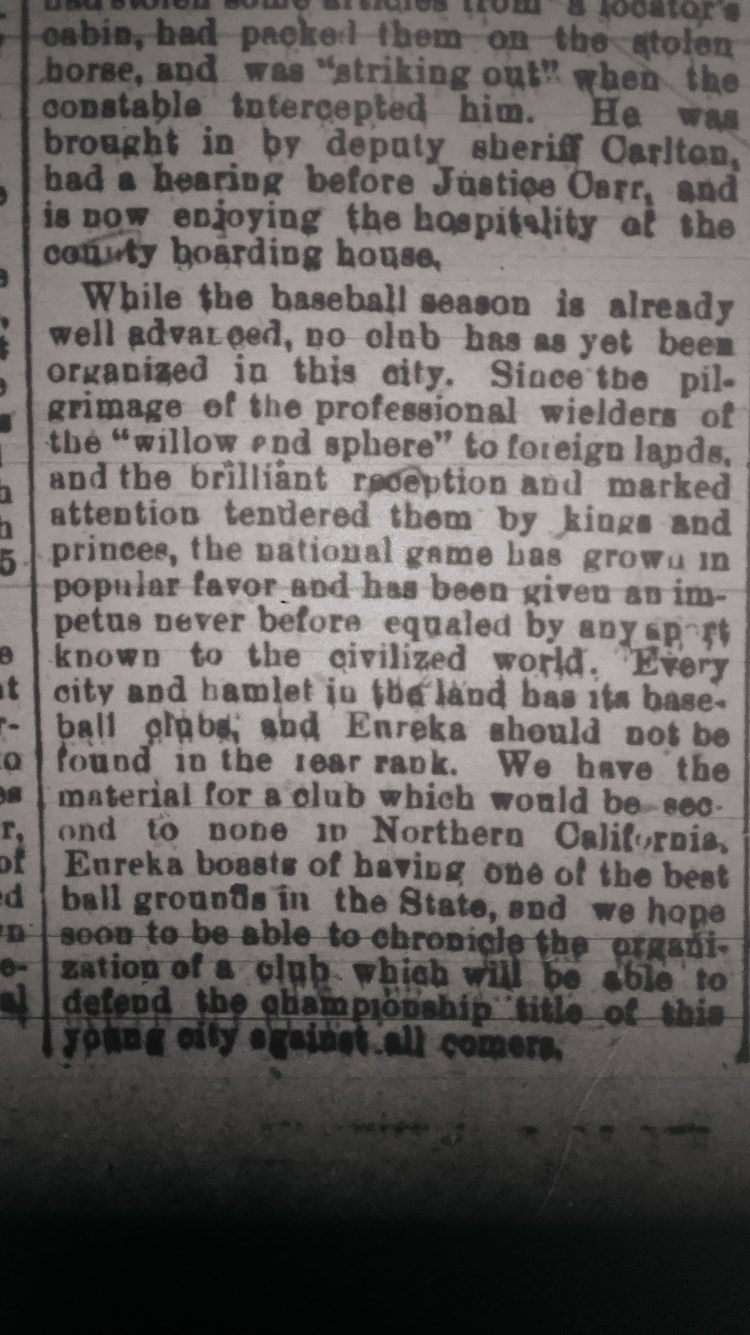 had stolen some articles from a locator's
cabin, had packed them on the stolen
horse, and was “striking out” when the
constable intercepted him. He was
brought in by deputy sheriff Carlton,
had a hearing before Justice Carr, and
is now enjoying the hospitality of the
county boarding house.
While the baseball season is already
well advanced, no club has as yet been
organized in this city. Since the pil-
grimage of the professional wielders of
the “willow and sphere” to foreign lands,
and the brilliant reception and marked
attention tendered them by kings and
princes, the national game has grown in
popular favor and has been given an im-
petus never before equaled by any sport
known to the civilized world. Every
city and hamlet in the land has its base-
ball clubs, and Eureka should not be
found in the rear rank. We have the
material for a club which would be sec-
ond to none in Northern California.
Eureka boasts of having one of the best
ball grounds in the State, and we hope
soon to be able to chronicle the organi-
zation of a club which will be able to
defend the championship title of this
young city against all comers.